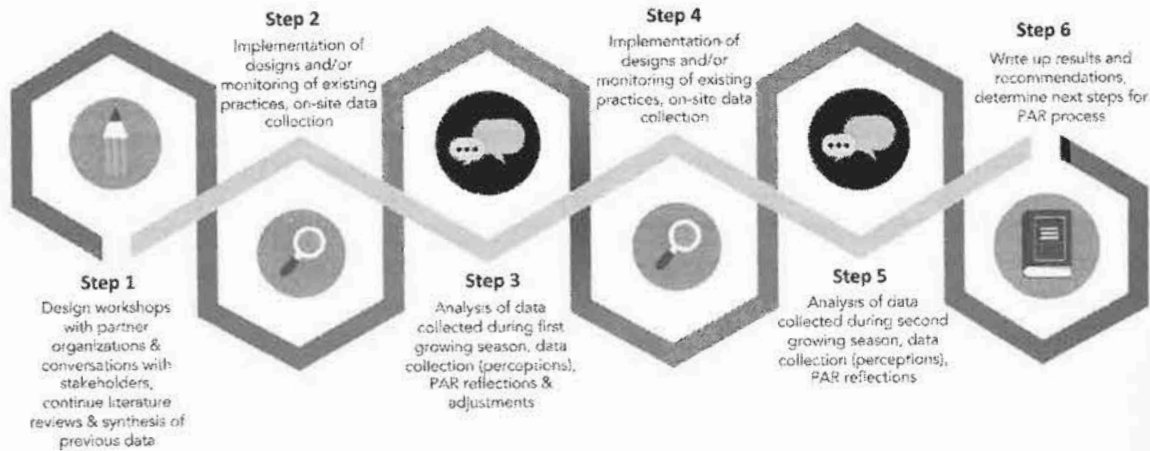 Step 1
Design workshops
with partner
organizations &
conversations with
stakeholders,
continue literature
reviews & synthesis of
previous data
Step 2
Implementation of
designs and/or
monitoring of existing
practices, on-site data
collection
Step 3
Analysis of data
collected during first
growing season, data
collection (perceptions),
PAR reflections &
adjustments
Step 4
Implementation of
designs and/or
monitoring of existing
practices, on-site data
collection
Step 5
Analysis of data
collected during second
growing season, data
collection (perceptions),
PAR reflections
Step 6
Write up results and
recommendations,
determine next steps for
PAR process